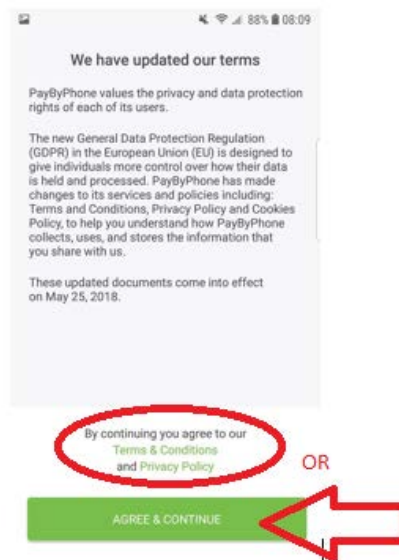 88% 08:09
We have updated our terms
PayByPhone values the privacy and data protection
rights of each of its users.
The new General Data Protection Regulation
(GDPR) in the European Union (EU) is designed to
give individuals more control over how their data
is held and processed. PayByPhone has made
changes to its services and policies including:
Terms and Conditions, Privacy Policy and Cookies
Policy, to help you understand how PayByPhone
collects, uses, and stores the information that
you share with us.
These updated documents come into effect
on May 25, 2018.
By continuing you agree to our
Terms & Conditions
and Privacy Policy
OR
AGREE & CONTINUE